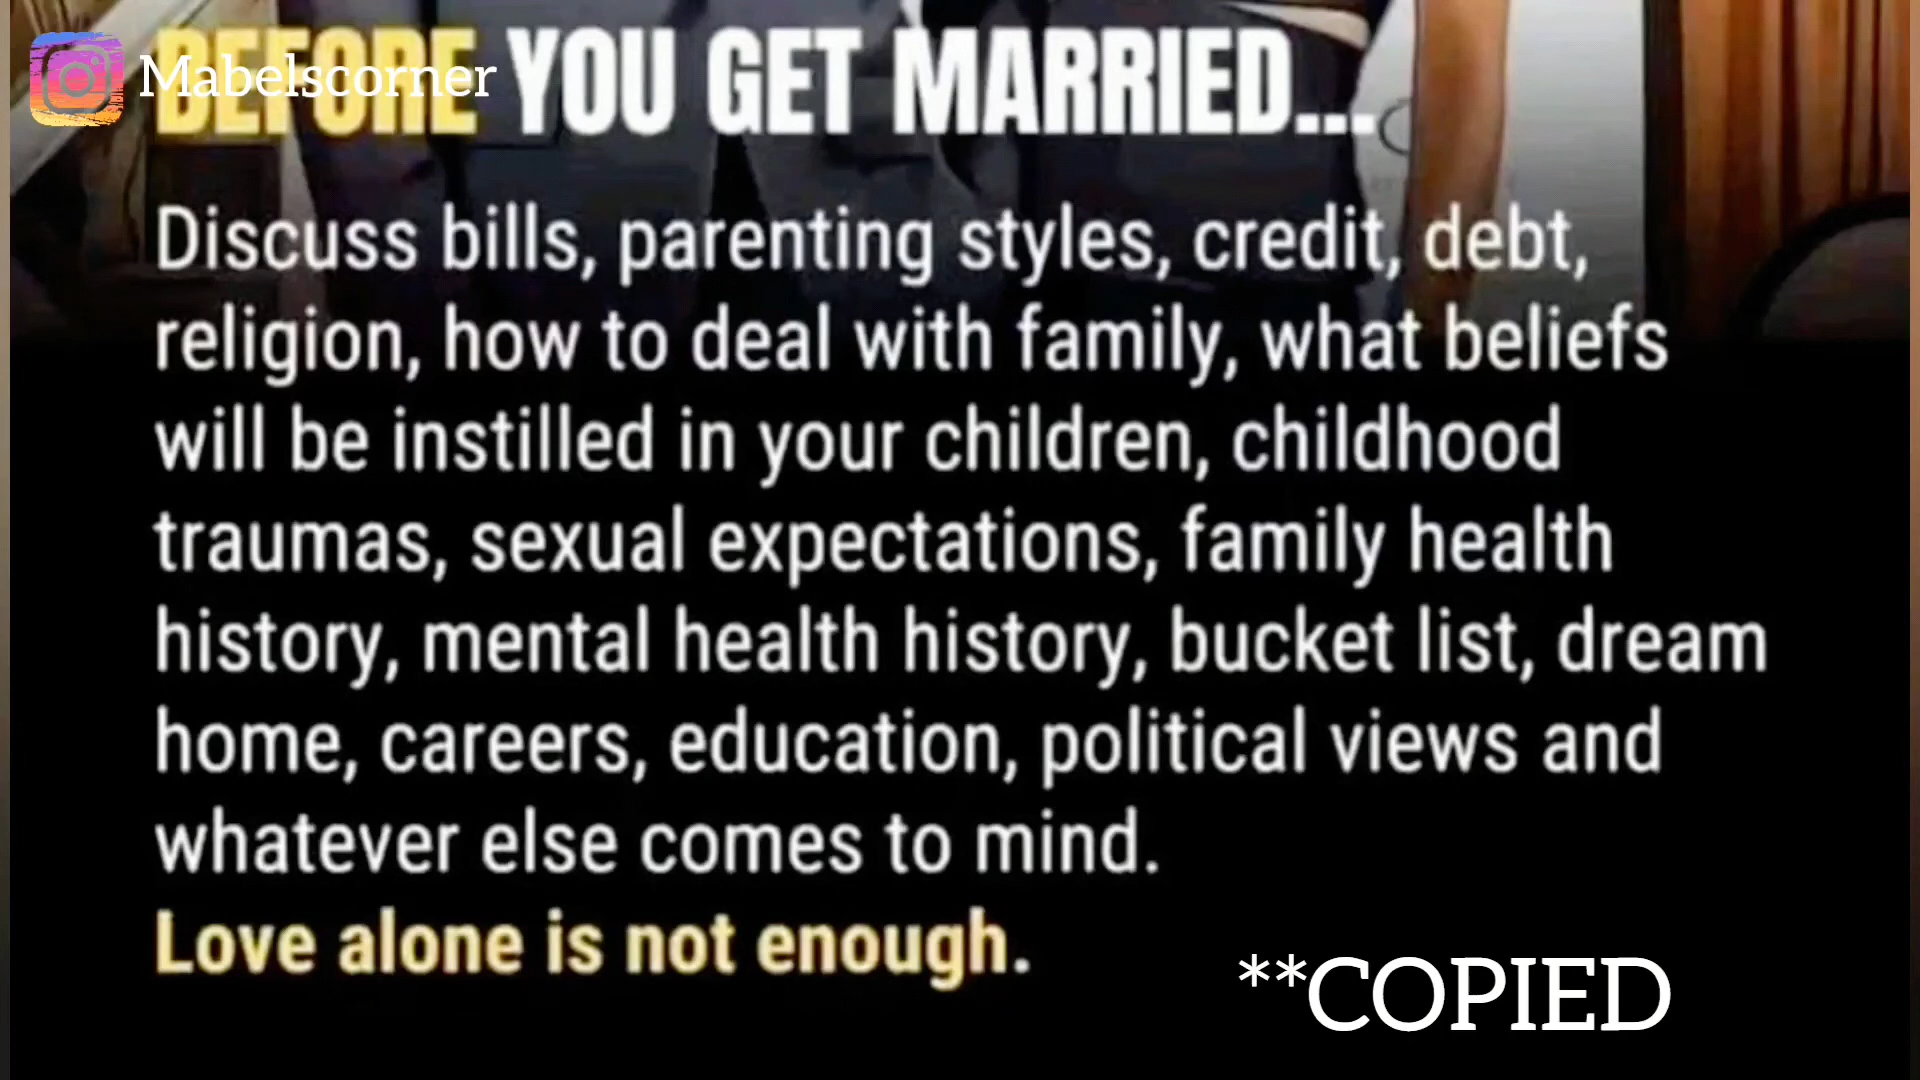 Mabelscorner
BEFORE YOU GET MARRIED...
Discuss bills, parenting styles, credit, debt,
religion, how to deal with family, what beliefs
will be instilled in your children, childhood
traumas, sexual expectations, family health
history, mental health history, bucket list, dream
home, careers, education, political views and
whatever else comes to mind.
Love alone is not enough.
**COPIED